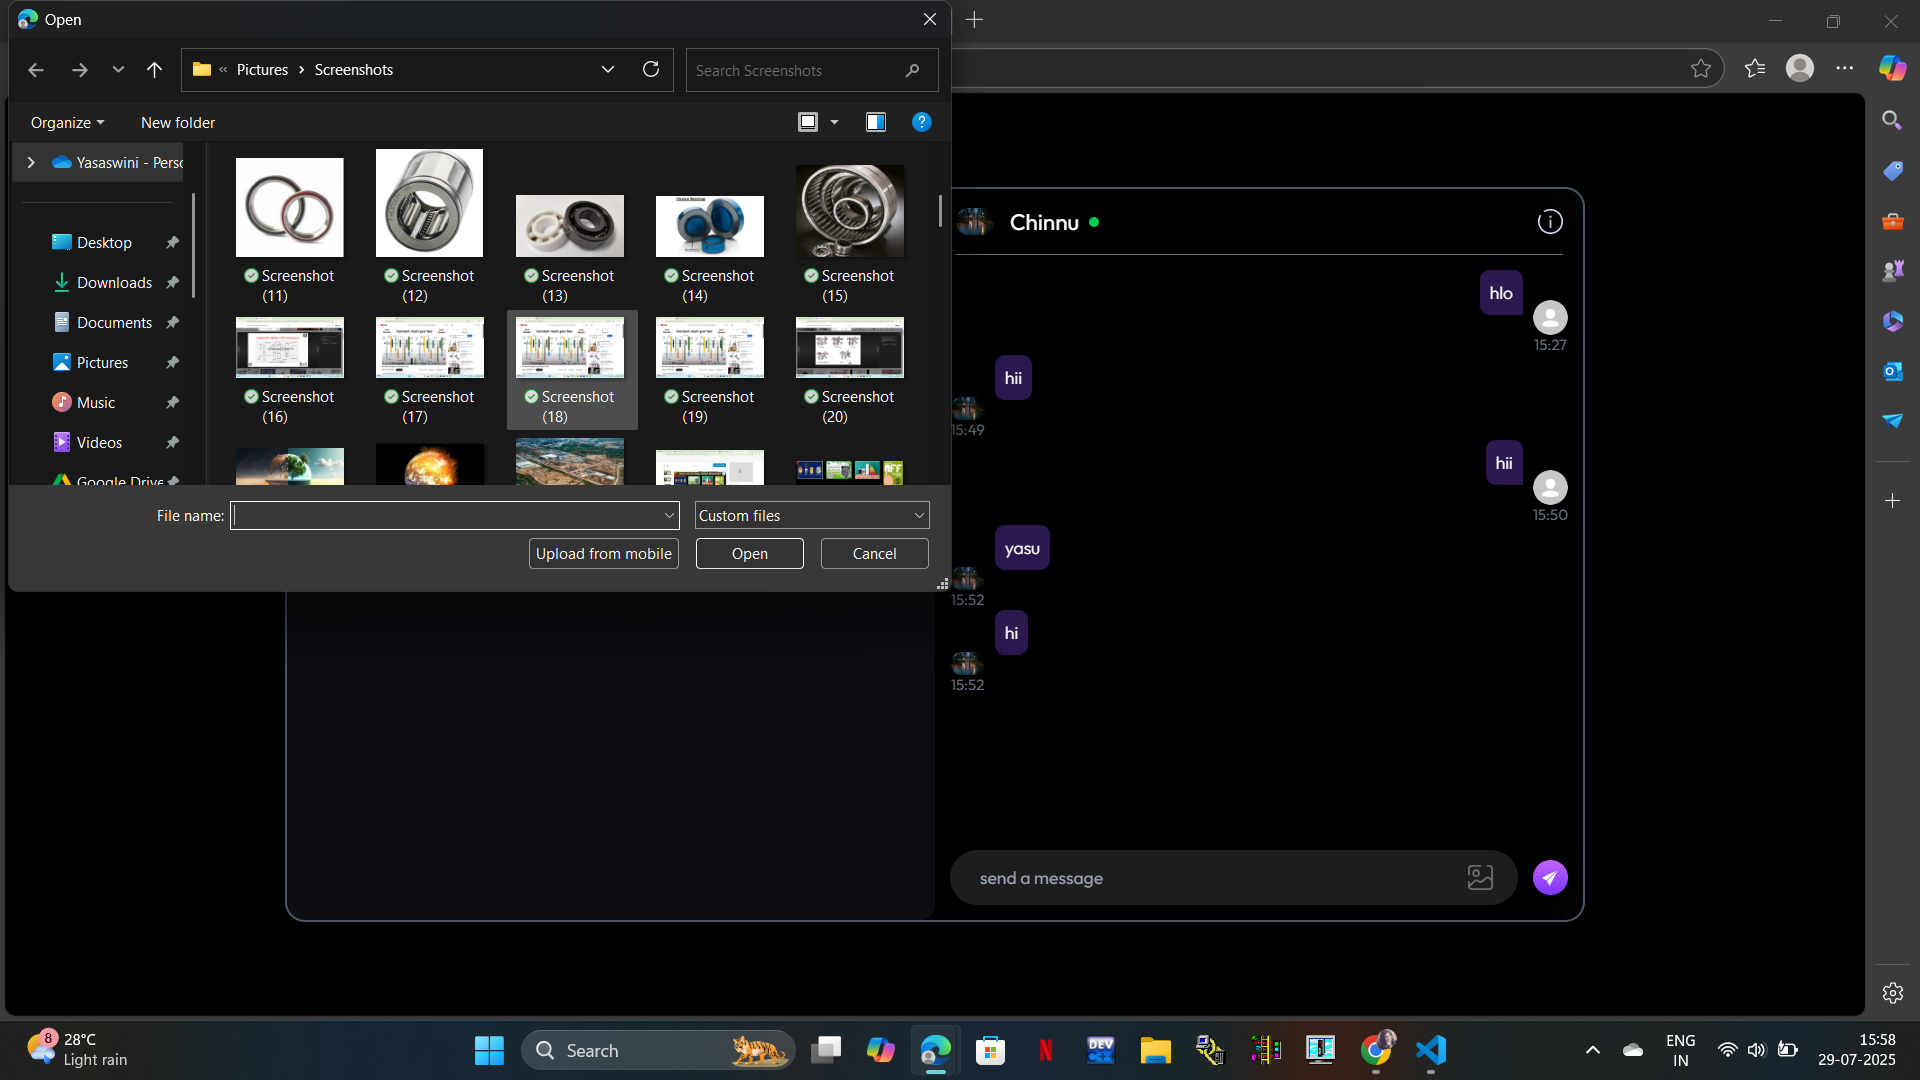 Open
Pictures
Screenshots
Search Screenshots
Organize
New folder
Yasaswini - Perso
Desktop
Downloads
Documents
Pictures
Music
Videos
Google Drive
Screenshot
(11)
Screenshot
(12)
Screenshot
(13)
Screenshot
(14)
Screenshot
(15)
Screenshot
(16)
Screenshot
(17)
Screenshot
(18)
Screenshot
(19)
Screenshot
(20)
File name:
Custom files
Upload from mobile
Open
Cancel
Chinnu
hlo
15:27
hii
15:49
hii
15:50
yasu
15:52
hi
15:52
send a message
8
28°C
Light rain
Search
DEV
ENG
IN
15:58
29-07-2025